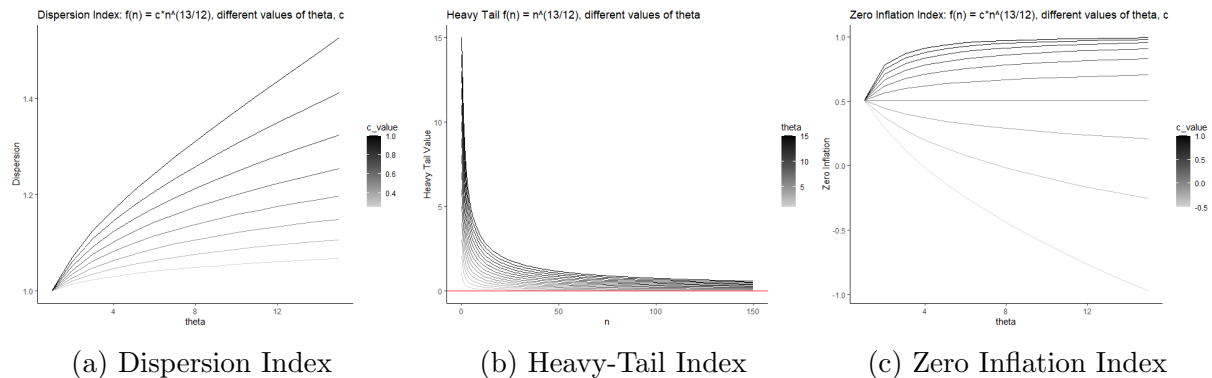 Dispersion Index: f(n) = c*n^(13/12), different values of theta, c
1.4
1.2
1.0
Dispersion
4
8
12
theta
c_value
1.0
0.8
0.6
0.4
(a) Dispersion Index
Heavy Tail f(n) = n^(13/12), different values of theta
15
10
5
0
Heavy Tail Value
0
50
100
150
n
theta
15
10
5
(b) Heavy-Tail Index
Zero Inflation Index: f(n) = c*n^(13/12), different values of theta, c
1.0
0.5
0.0
-0.5
-1.0
Zero Inflation
4
8
12
theta
c_value
1.0
0.5
0.0
-0.5
(c) Zero Inflation Index